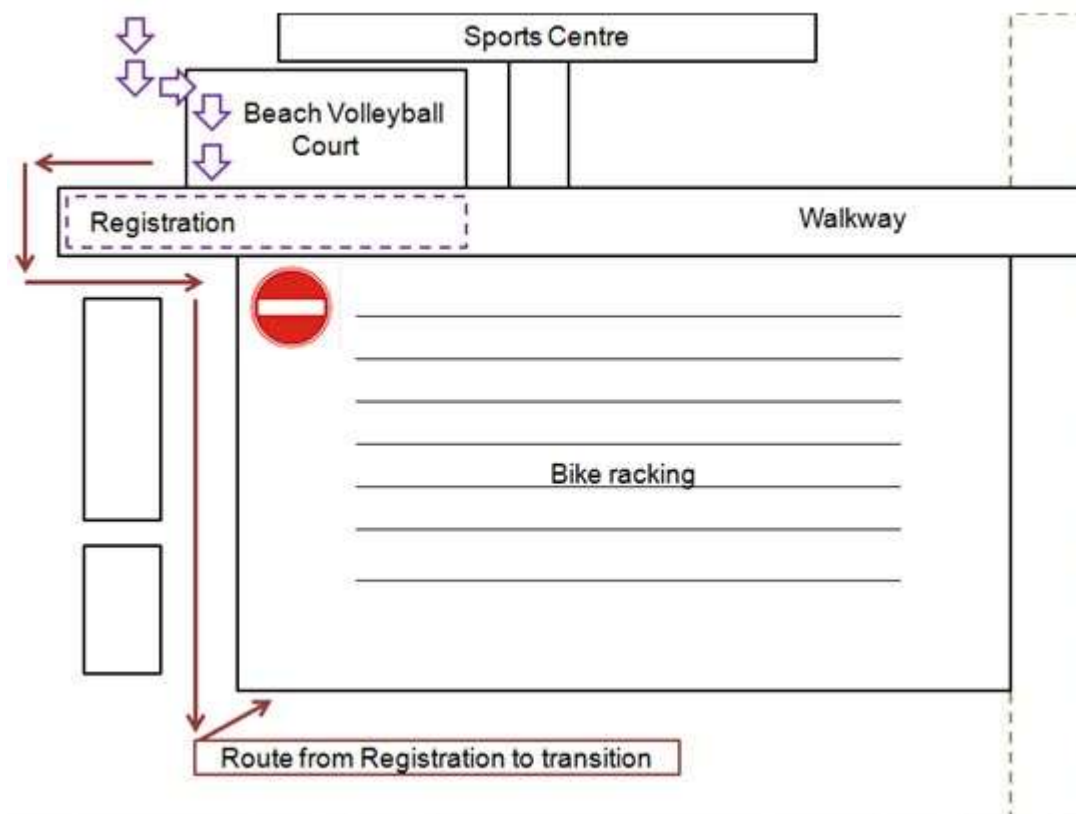 Sports Centre
Beach Volleyball
Court
Registration
Walkway
Bike racking
Route from Registration to transition